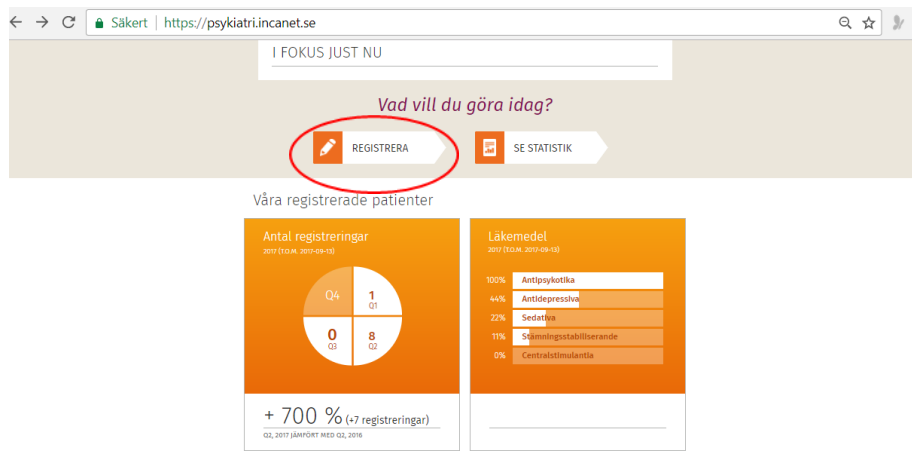 Säkert | https://psykiatri.incanet.se
I FOKUS JUST NU
Vad vill du göra idag?
REGISTRERA
SE STATISTIK
Våra registrerade patienter
Antal registreringar
2017 (T.O.M. 2017-09-13)
Q4
1
Q1
0
Q3
8
Q2
+ 700 % (+7 registreringar)
Q2, 2017 JÄMFÖRT MED Q2, 2016
Läkemedel
2017 (T.O.M. 2017-09-13)
100% Antipsykotika
44% Antidepressiva
22% Sedativa
11% Stämningsstabiliserande
0% Centralstimulantia